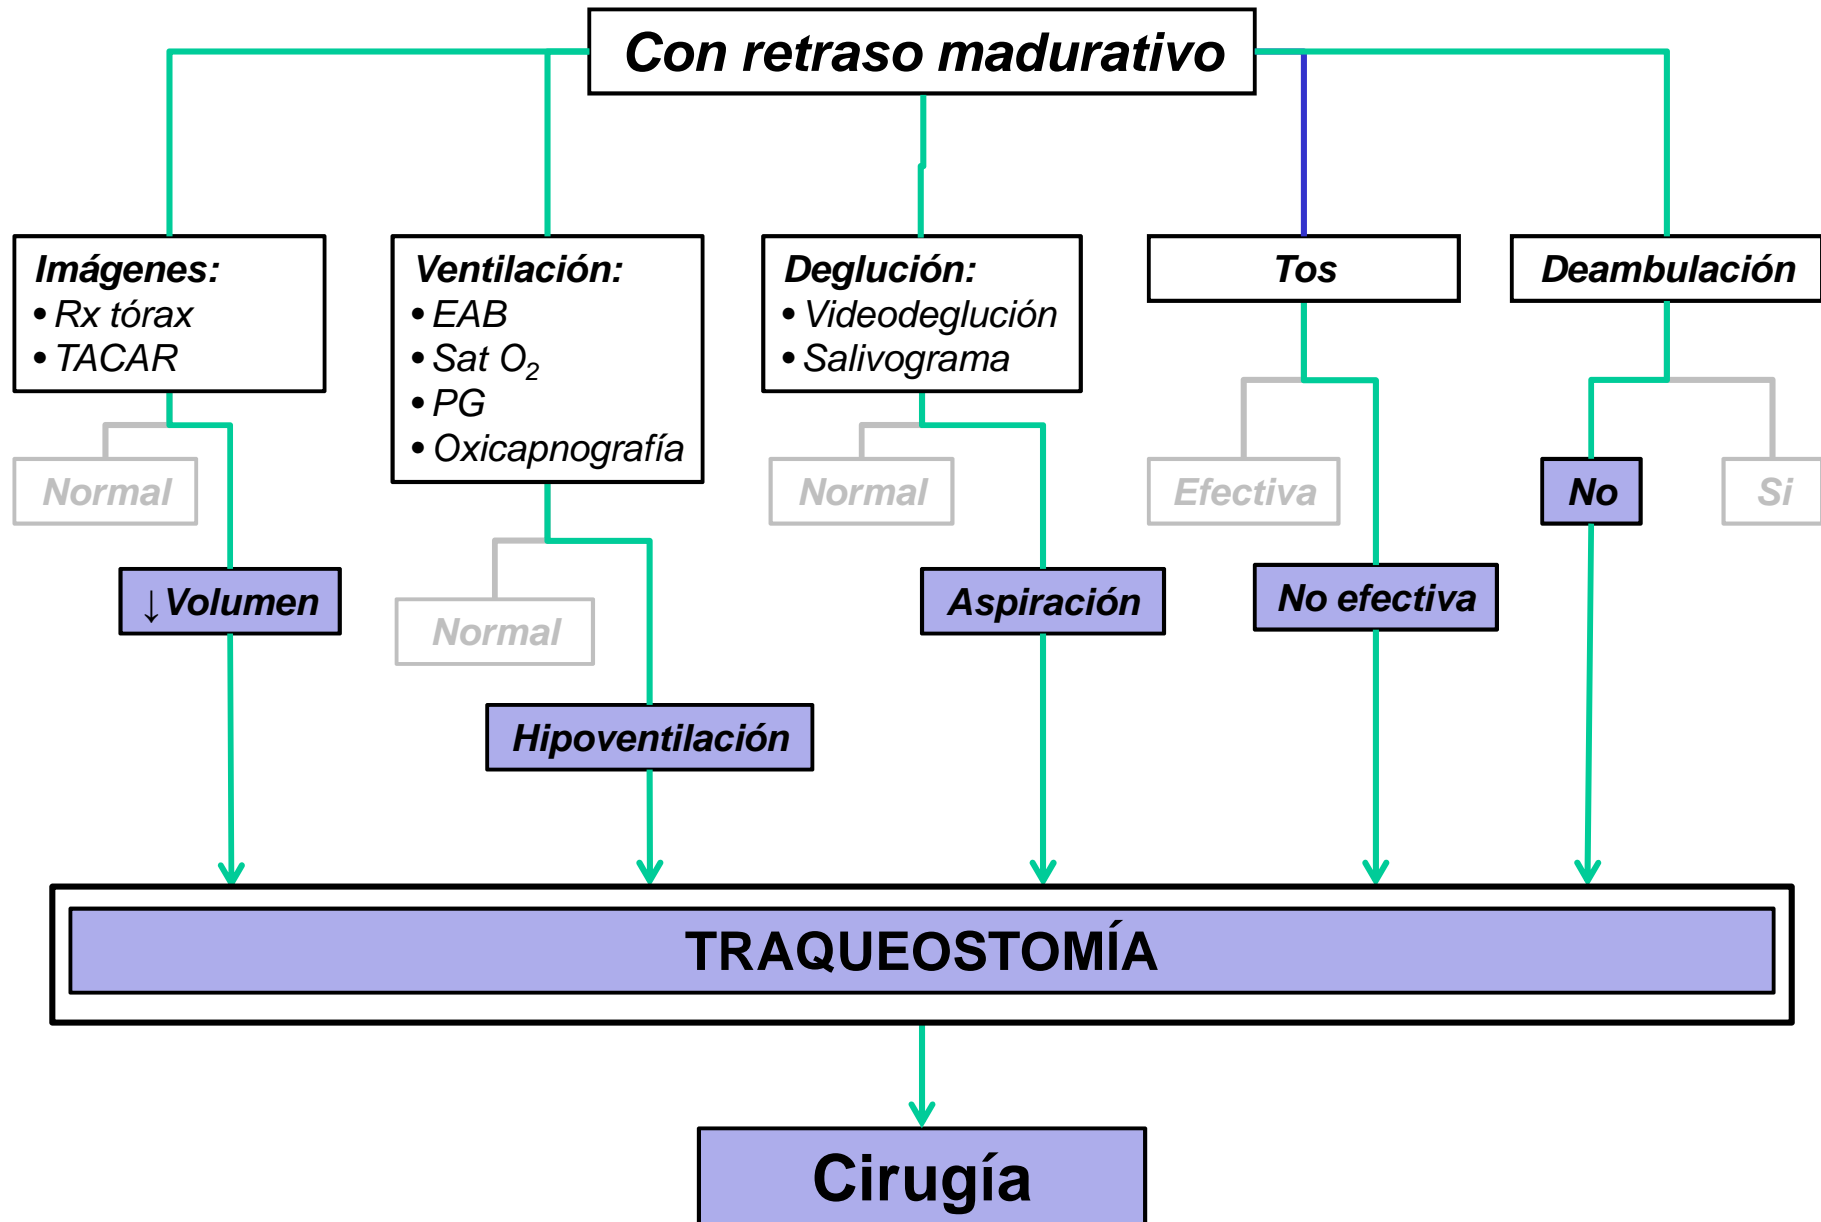 Con retraso madurativo
Imágenes:
• Rx tórax
• TACAR
Ventilación:
• EAB
• Sat O₂
• PG
• Oxicapnografía
Deglución:
• Videodeglución
• Salivograma
Tos
Deambulación
Normal
Normal
Efectiva
No
Si
↓Volumen
Normal
Aspiración
No efectiva
Hipoventilación
TRAQUEOSTOMÍA
Cirugía